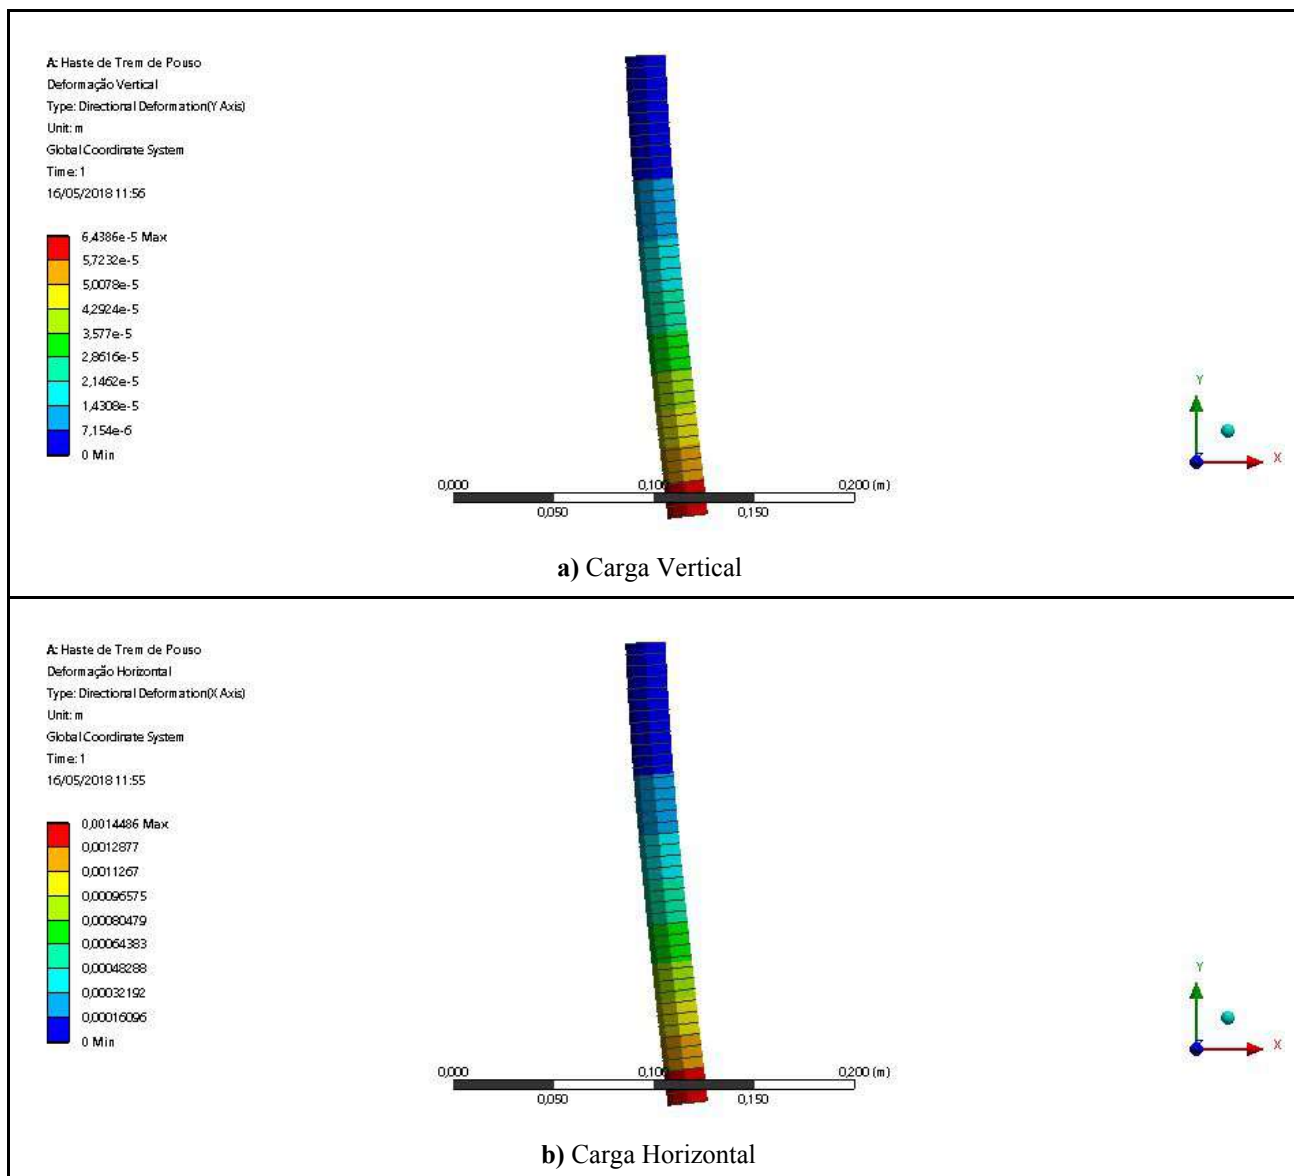 A: Haste de Trem de Pouso
Deformação Vertical
Type: Directional Deformation(Y Axis)
Unit: m
Global Coordinate System
Time: 1
16/05/2018 11:56
6,4386e-5 Max
5,7232e-5
5,0078e-5
4,2924e-5
3,577e-5
2,8616e-5
2,1462e-5
1,4308e-5
7,154e-6
0 Min
0,000 0,100 0,200 (m)
0,050 0,150
Y
X
a) Carga Vertical
A: Haste de Trem de Pouso
Deformação Horizontal
Type: Directional Deformation(X Axis)
Unit: m
Global Coordinate System
Time: 1
16/05/2018 11:55
0,0014486 Max
0,0012877
0,0011267
0,00096575
0,00080479
0,00064383
0,00048288
0,00032192
0,00016096
0 Min
0,000 0,100 0,200 (m)
0,050 0,150
Y
X
b) Carga Horizontal